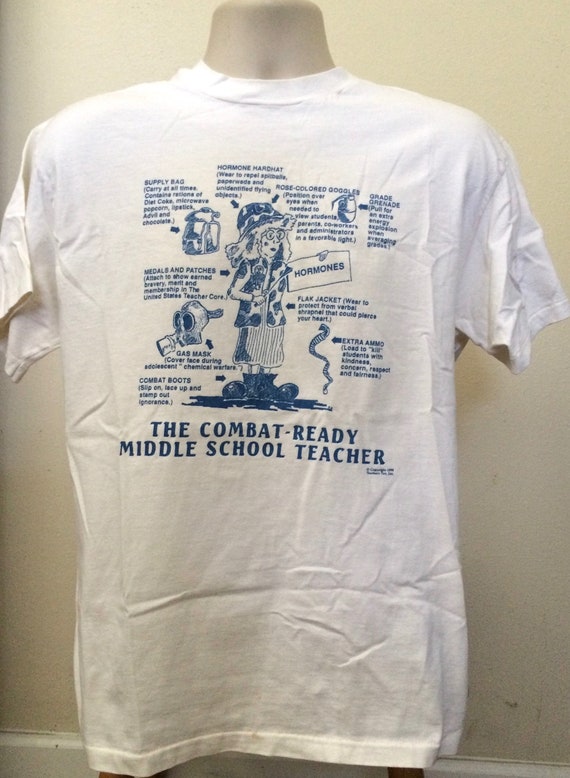 HORMONE HARDHAT
(Wear to repel spitballs,
paperwads and
unidentified flying
objects.)
SUPPLY BAG
(Carry at all times.
Contains rations of
Diet Coke, microwave
popcorn, lipstick,
Advil and
chocolate.)
ROSE-COLORED GOGGLES
(Position over
eyes when
needed to
view students,
parents, co-workers
and administrators
in a favorable light.)
GRADE
GRENADE
(Pull for
an extra
energy
explosion
when
averaging
grades.)
HORMONES
MEDALS AND PATCHES
(Attach to show earned
bravery, merit and
membership in The
United States Teacher Core.)
FLAK JACKET (Wear to
protect from verbal
shrapnel that could pierce
your heart.)
GAS MASK
(Cover face during
adolescent " chemical warfare.
EXTRA AMMO
(Load to "kill"
students with
kindness,
concern, respect
and fairness.)
COMBAT BOOTS
(Slip on, lace up and
stamp out
ignorance.)
THE COMBAT-READY
MIDDLE SCHOOL TEACHER
© Copyright